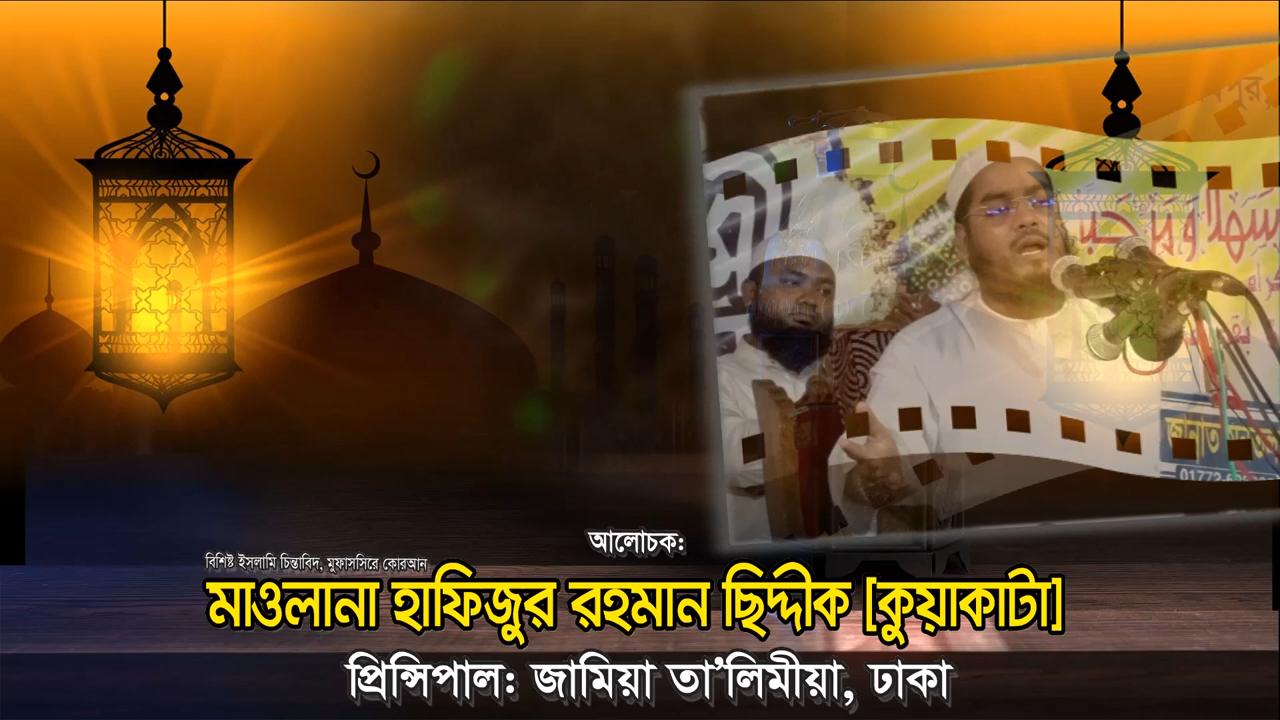 আলোচক:
বিশিষ্ট ইসলামি চিন্তাবিদ, মুফাসসিরে কোরআন
মাওলানা হাফিজুর রহমান ছিদ্দীক [কুয়াকাটা]
প্রিন্সিপাল: জামিয়া তা'লিমীয়া, ঢাকা